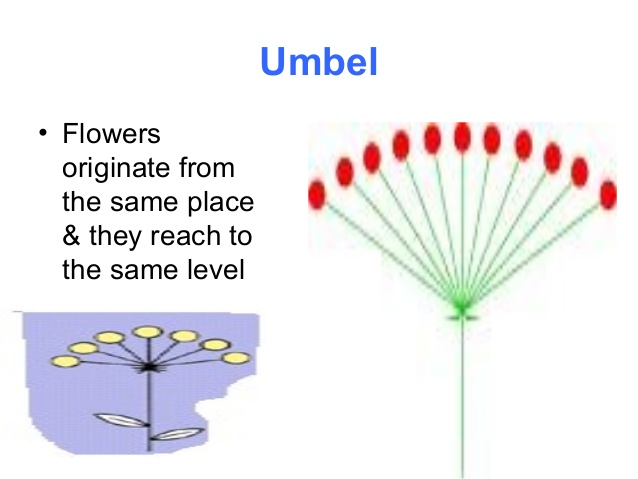 Umbel
• Flowers
originate from
the same place
& they reach to
the same level